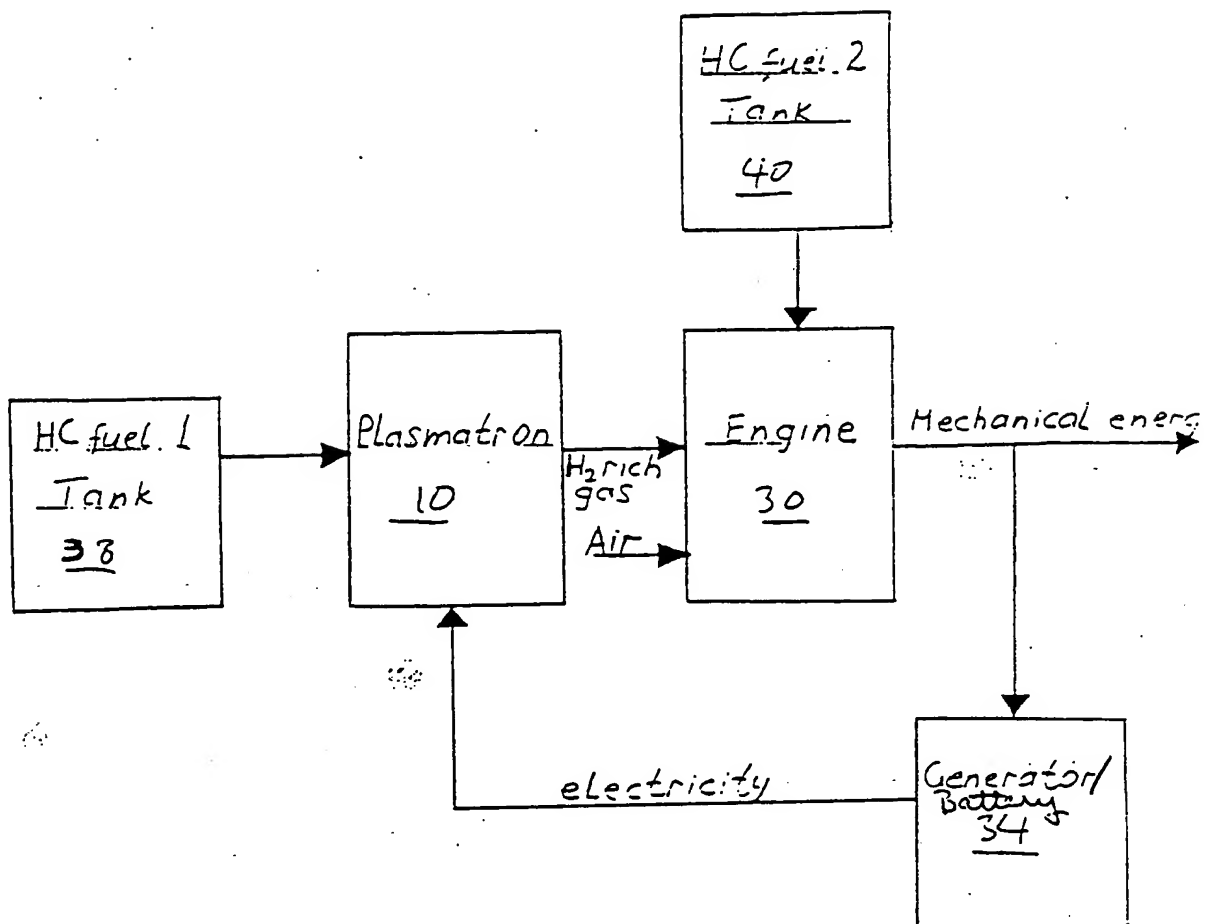 HC fuel 2
Tank
40
HC fuel 1
Tank
38
Plasmatron
10
H2 rich
gas
Air
Engine
30
Mechanical energ
electricity
Generator/
Battery
34